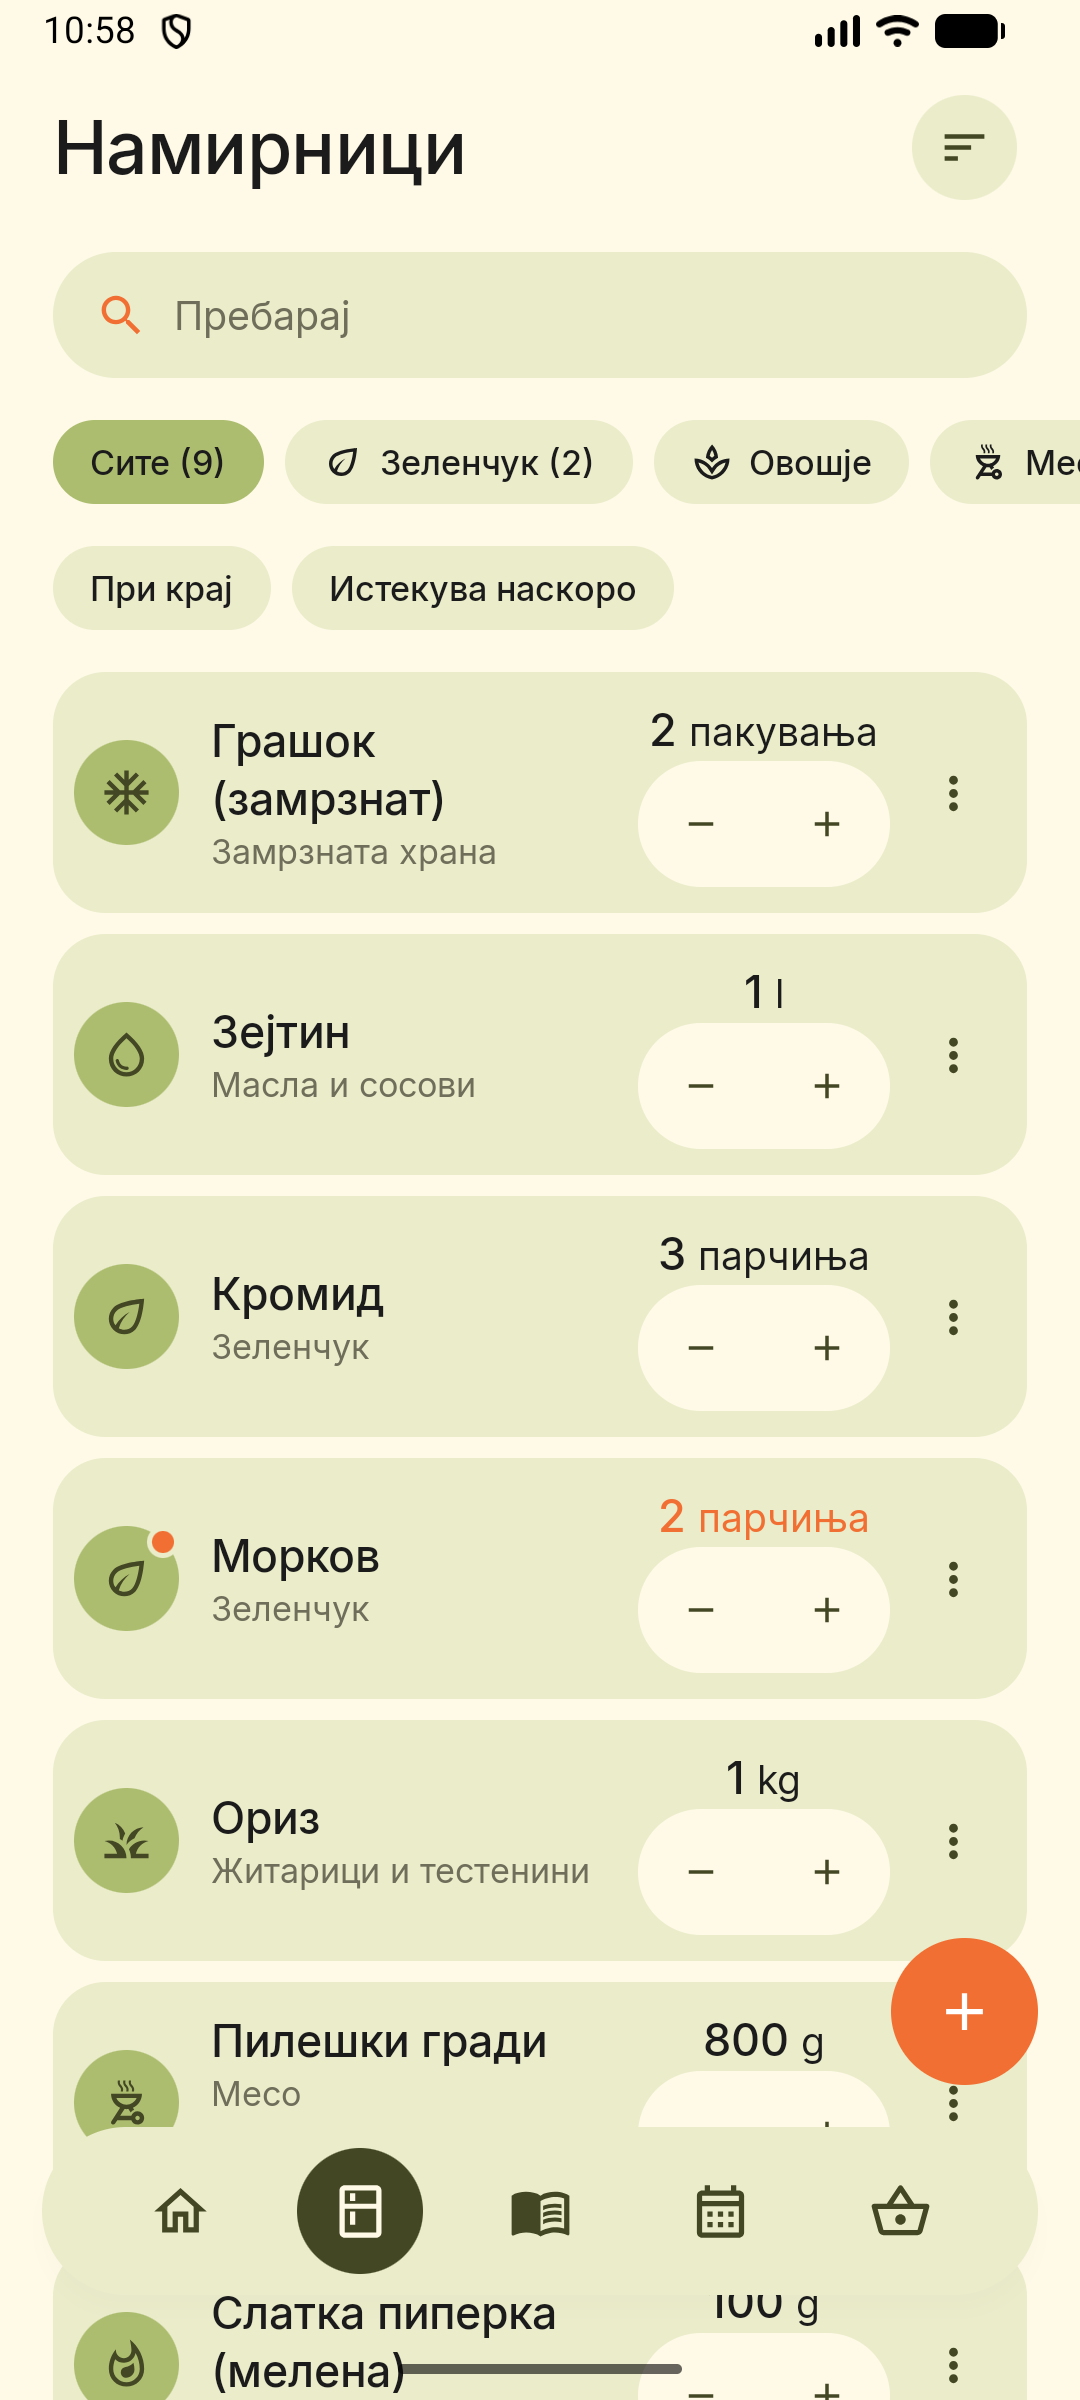 10:58
Намирници
Пребарај
Сите (9)
Зеленчук (2)
Овошје
При крај
Истекува наскоро
Грашок
(замрзнат)
Замрзната храна
2 пакувања
Зејтин
Масла и сосови
1 l
Кромид
Зеленчук
3 парчиња
Морков
Зеленчук
2 парчиња
Ориз
Житарици и тестенини
1 kg
Пилешки гради
Месо
800 g
Слатка пиперка
(мелена)
100 g